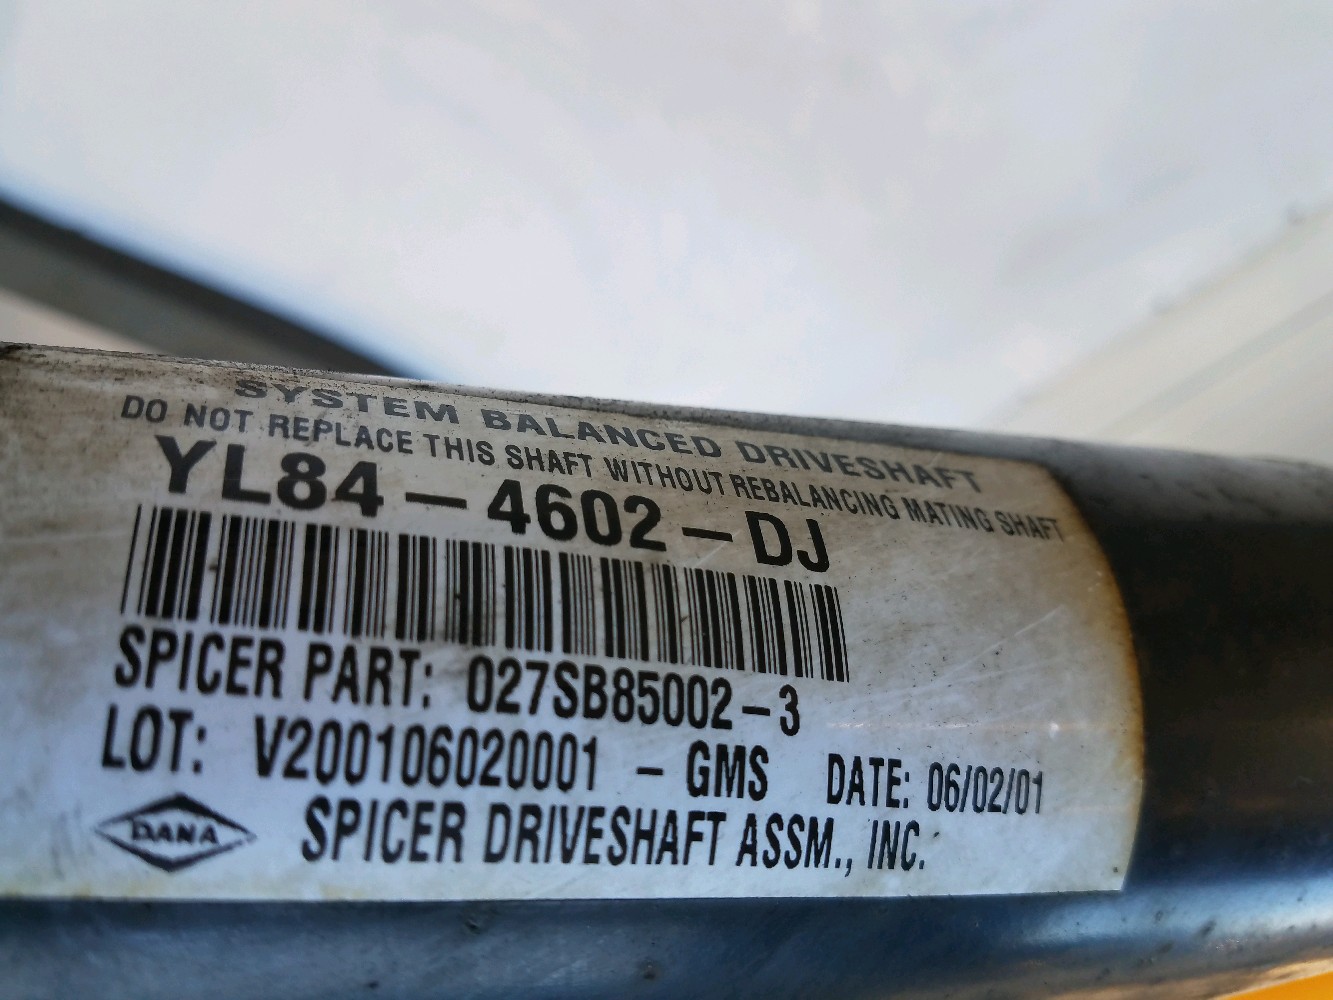 SYSTEM BALANCED DRIVESHAFT
DO NOT REPLACE THIS SHAFT WITHOUT REBALANCING MATING SHAFT
YL84-4602-DJ
SPICER PART: 027SB85002-3
LOT: V200106020001 - GMS DATE: 06/02/01
DANA SPICER DRIVESHAFT ASSM., INC.